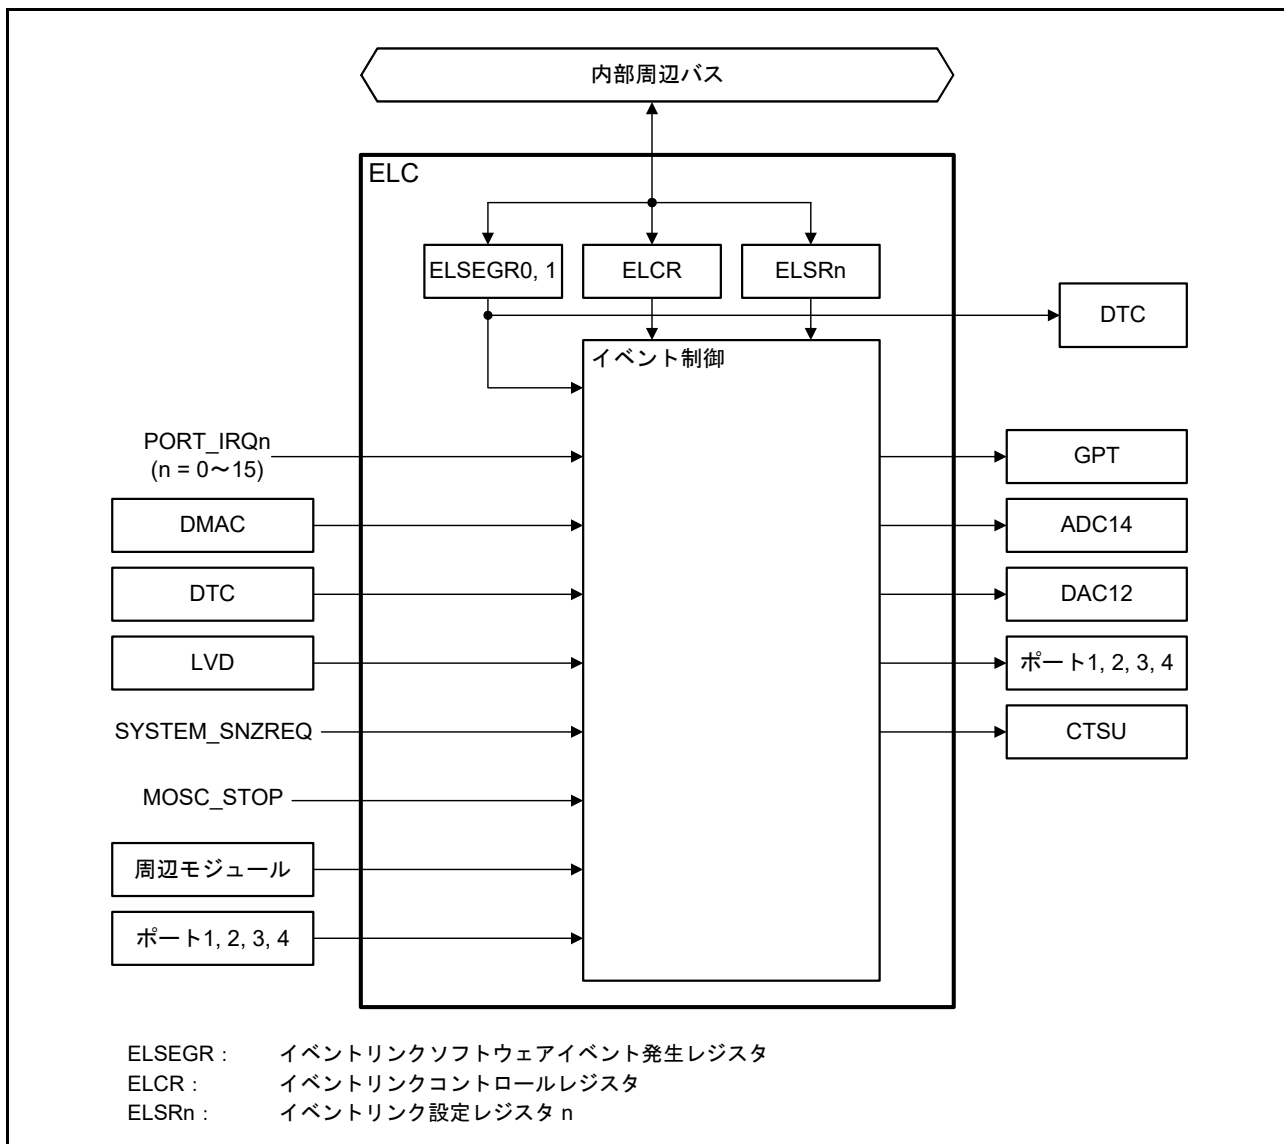 内部周辺バス
ELC
ELSEGR0, 1
ELCR
ELSRn
DTC
イベント制御
PORT_IRQn
(n = 0～15)
DMAC
DTC
LVD
SYSTEM_SNZREQ
MOSC_STOP
周辺モジュール
ポート1, 2, 3, 4
GPT
ADC14
DAC12
ポート1, 2, 3, 4
CTSU
ELSEGR： イベントリンクソフトウェアイベント発生レジスタ
ELCR： イベントリンクコントロールレジスタ
ELSRn： イベントリンク設定レジスタ n